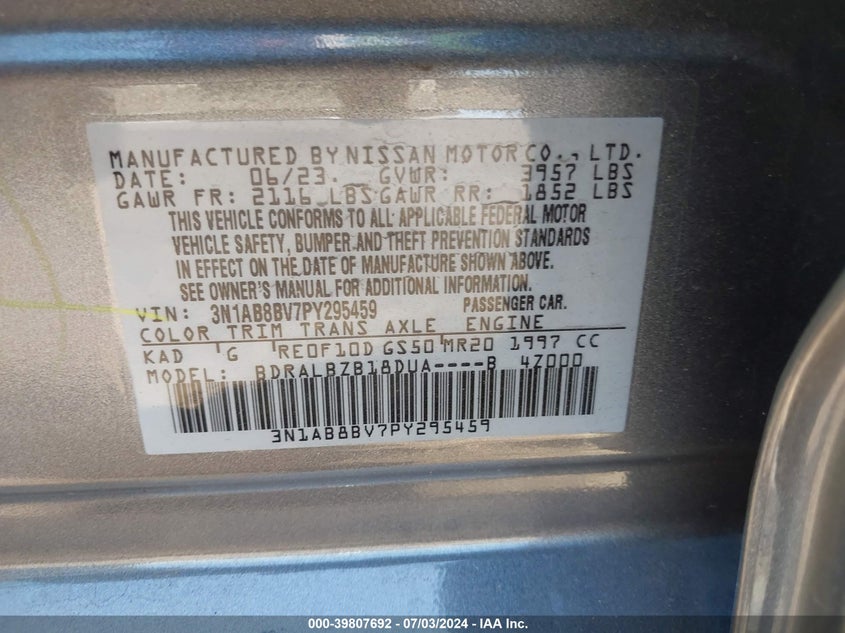 MANUFACTURED BY NISSAN MOTOR CO., LTD.
DATE: 06/23. GVWR: 3957 LBS
GAWR FR: 2116 LBS GAWR RR: 1852 LBS
THIS VEHICLE CONFORMS TO ALL APPLICABLE FEDERAL MOTOR
VEHICLE SAFETY, BUMPER AND THEFT PREVENTION STANDARDS
IN EFFECT ON THE DATE OF MANUFACTURE SHOWN ABOVE.
SEE OWNER'S MANUAL FOR ADDITIONAL INFORMATION.
VIN: 3N1AB8BV7PY295459 PASSENGER CAR.
COLOR TRIM TRANS AXLE ENGINE
KAD G RE0F10D GS50 MR20 1997 CC
MODEL: BDRALBZB18DUA----B 4Z000
3N1AB8BV7PY295459
000-39807692 - 07/03/2024 - IAA Inc.